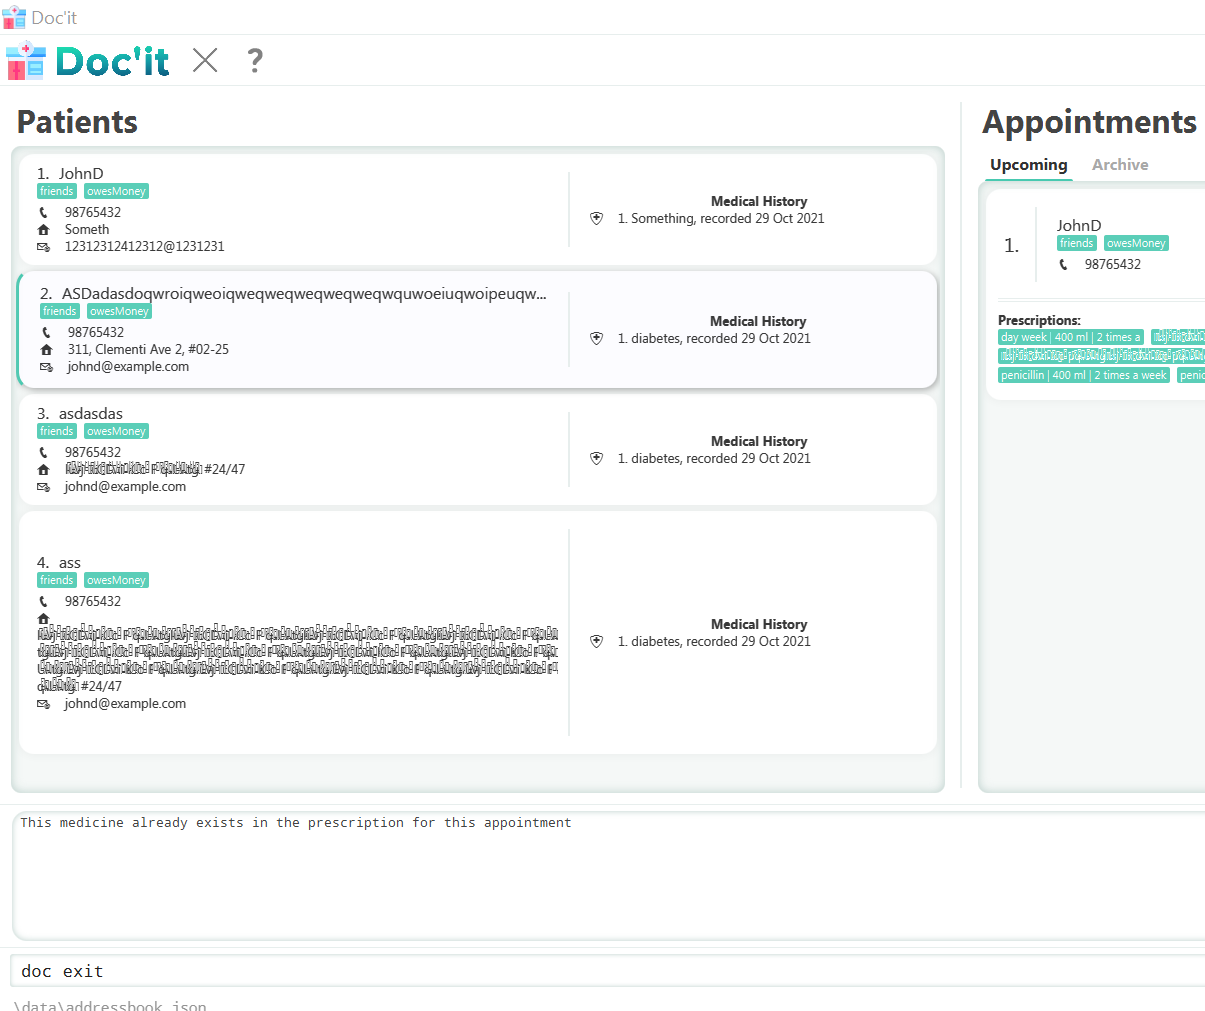 Doc'it
Doc'it
?
Patients
1. JohnD
friends owesMoney
98765432
Someth
12312312412312@1231231
Medical History
1. Something, recorded 29 Oct 2021
2. ASDadasdoqwroiqweoiqweqweqweqweqweqwquwoeiuqwoipeuqw...
friends owesMoney
98765432
311, Clementi Ave 2, #02-25
johnd@example.com
Medical History
1. diabetes, recorded 29 Oct 2021
3. asdasdas
friends owesMoney
98765432
#24/47
johnd@example.com
Medical History
1. diabetes, recorded 29 Oct 2021
4. ass
friends owesMoney
98765432
#24/47
johnd@example.com
Medical History
1. diabetes, recorded 29 Oct 2021
Appointments
Upcoming Archive
1.
JohnD
friends owesMoney
98765432
Prescriptions:
day week | 400 ml | 2 times a
penicillin | 400 ml | 2 times a week penic
This medicine already exists in the prescription for this appointment
doc exit
\data\addressbook.json